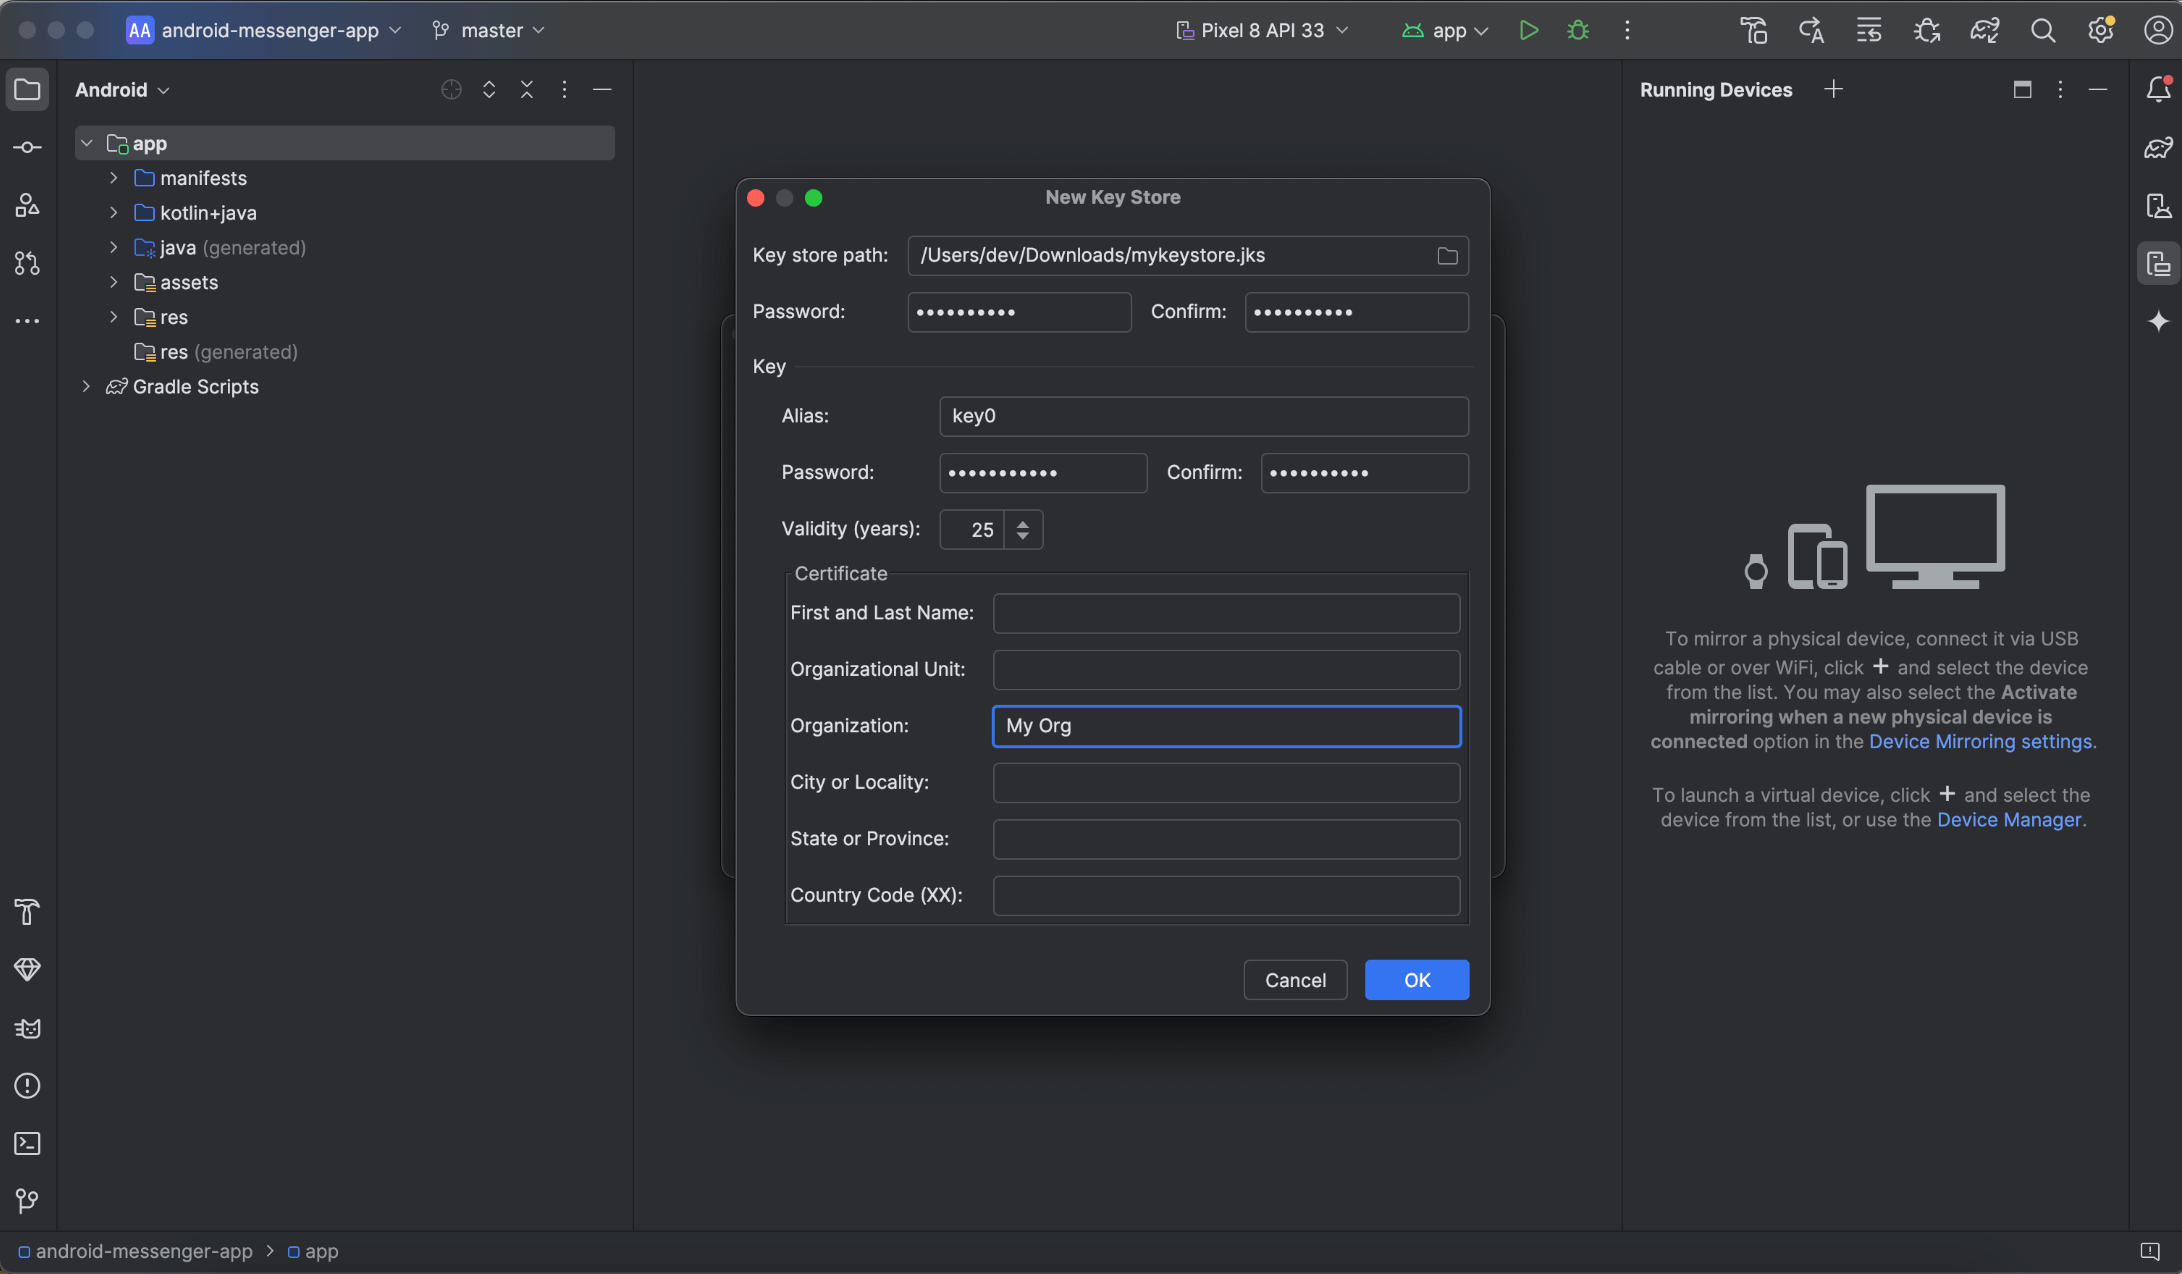 AA android-messenger-app master Pixel 8 API 33 app
Android
app
manifests
kotlin+java
java (generated)
assets
res
res (generated)
Gradle Scripts
New Key Store
Key store path: /Users/dev/Downloads/mykeystore.jks
Password: •••••••••• Confirm: ••••••••••
Key
Alias: key0
Password: ••••••••••• Confirm: ••••••••••
Validity (years): 25
Certificate
First and Last Name:
Organizational Unit:
Organization: My Org
City or Locality:
State or Province:
Country Code (XX):
Cancel OK
Running Devices
To mirror a physical device, connect it via USB
cable or over WiFi, click + and select the device
from the list. You may also select the Activate
mirroring when a new physical device is
connected option in the Device Mirroring settings.
To launch a virtual device, click + and select the
device from the list, or use the Device Manager.
android-messenger-app > app